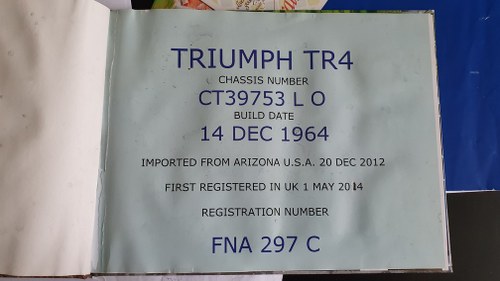 TRIUMPH TR4
CHASSIS NUMBER
CT39753 L O
BUILD DATE
14 DEC 1964
IMPORTED FROM ARIZONA U.S.A. 20 DEC 2012
FIRST REGISTERED IN UK 1 MAY 2014
REGISTRATION NUMBER
FNA 297 C